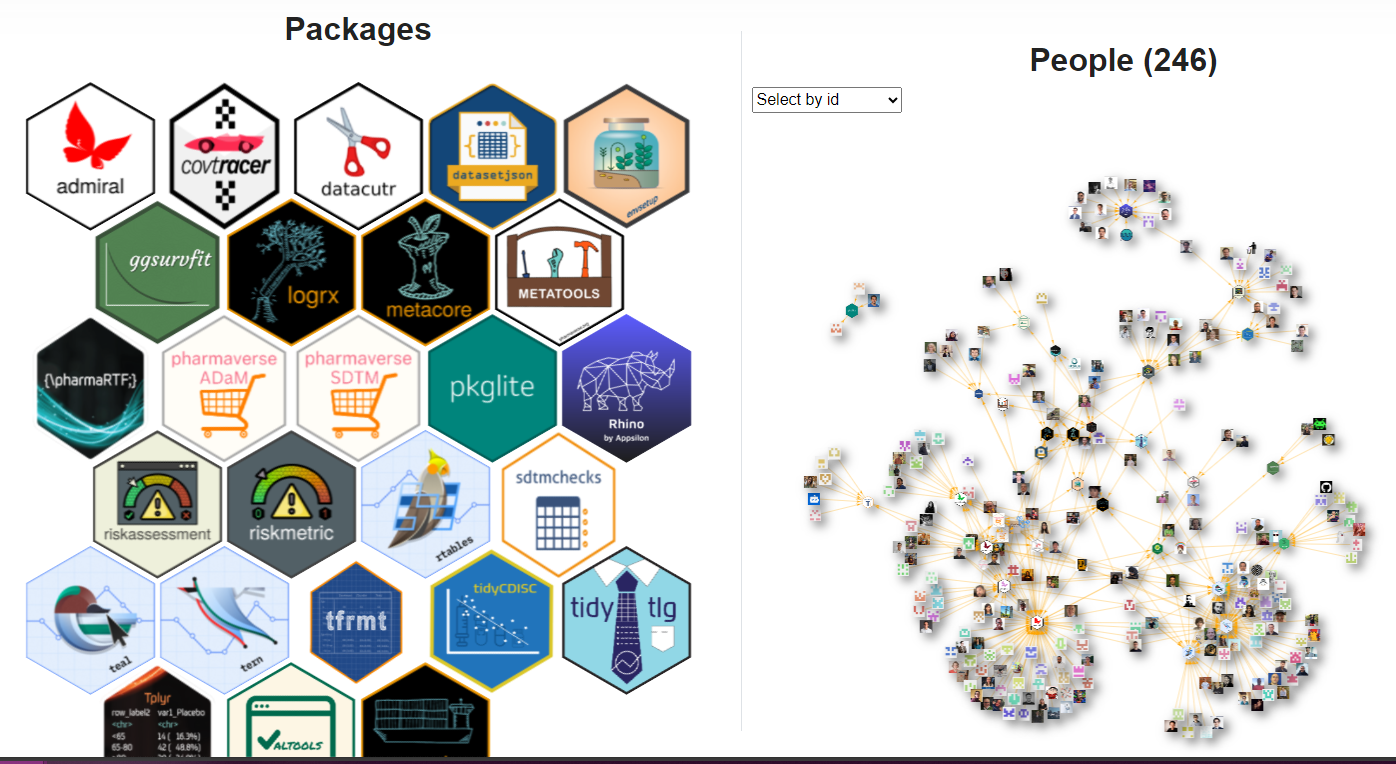 Packages
People (246)
Select by id
admiral
covtracer
datacutr
datasetjson
envsetup
ggsurvfit
logrx
metacore
METATOOLS
{\pharmaRTF;}
pharmaverse
ADaM
pharmaverse
SDTM
pkglite
Rhino
by Appsilon
riskassessment
0
1
riskmetric
rtables
sdtmchecks
teal
tern
tfrmt
tidyCDISC
tidy tlg
Tplyr
row_label2 var1_Placebo
<chr> <chr>
<65 14 ( 16.3%)
65-80 42 ( 48.8%)
VALTOOLS